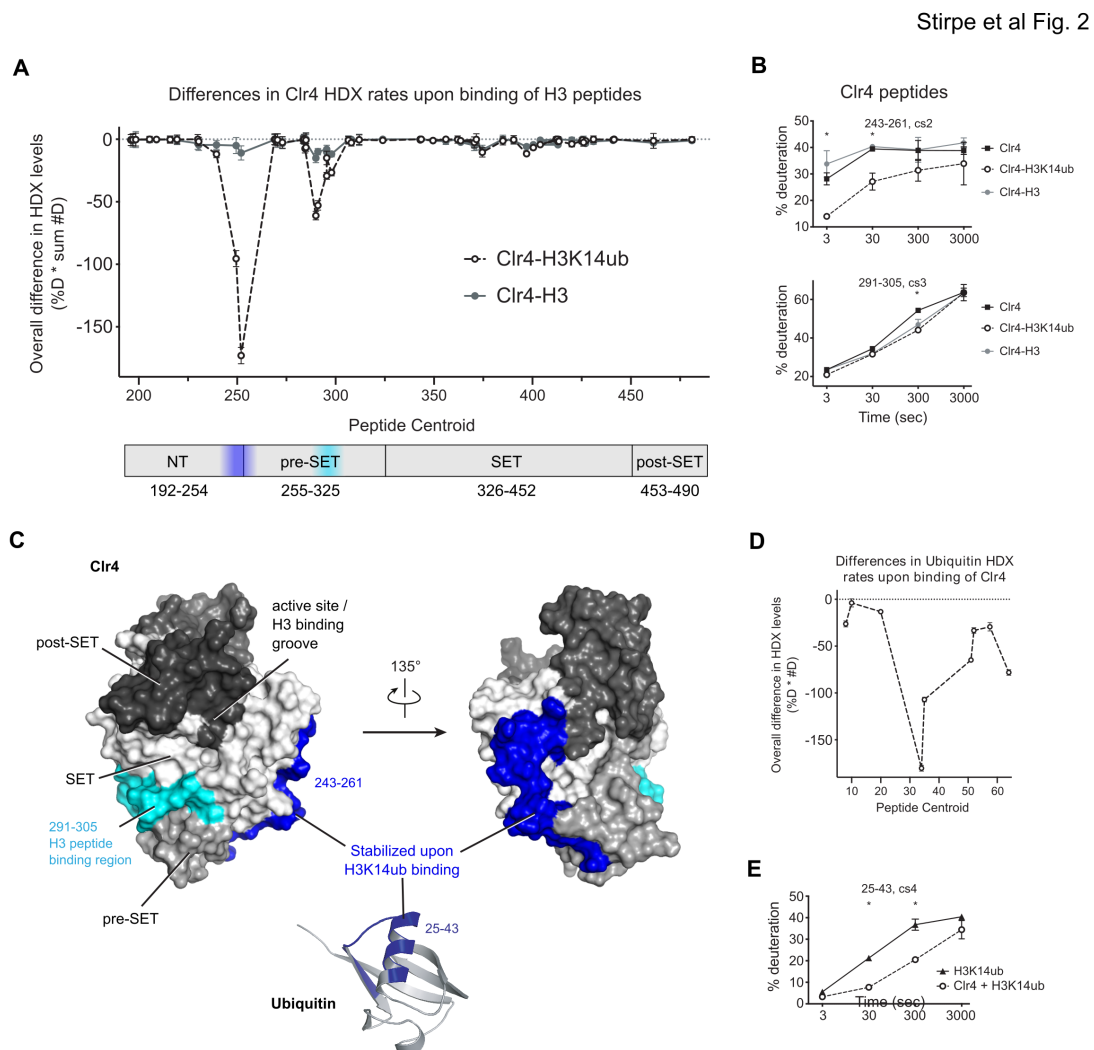 Stirpe et al Fig. 2
A
Differences in Clr4 HDX rates upon binding of H3 peptides
Overall difference in HDX levels
(%D * sum #D)
0
-50
-100
-150
Clr4-H3K14ub
Clr4-H3
200
250
300
350
400
450
Peptide Centroid
NT
pre-SET
SET
post-SET
192-254
255-325
326-452
453-490
B
Clr4 peptides
243-261, cs2
% deuteration
50
40
30
20
10
*
*
3
30
300
3000
Clr4
Clr4-H3K14ub
Clr4-H3
291-305, cs3
*
% deuteration
60
40
20
3
30
300
3000
Time (sec)
Clr4
Clr4-H3K14ub
Clr4-H3
C
Clr4
post-SET
active site /
H3 binding
groove
135°
SET
243-261
291-305
H3 peptide
binding region
pre-SET
Stabilized upon
H3K14ub binding
25-43
Ubiquitin
D
Differences in Ubiquitin HDX
rates upon binding of Clr4
Overall difference in HDX levels
(%D * #D)
0
-50
-100
-150
10
20
30
40
50
60
Peptide Centroid
E
25-43, cs4
*
*
% deuteration
50
40
30
20
10
0
H3K14ub
Clr4 + H3K14ub
Time (sec)
3
30
300
3000